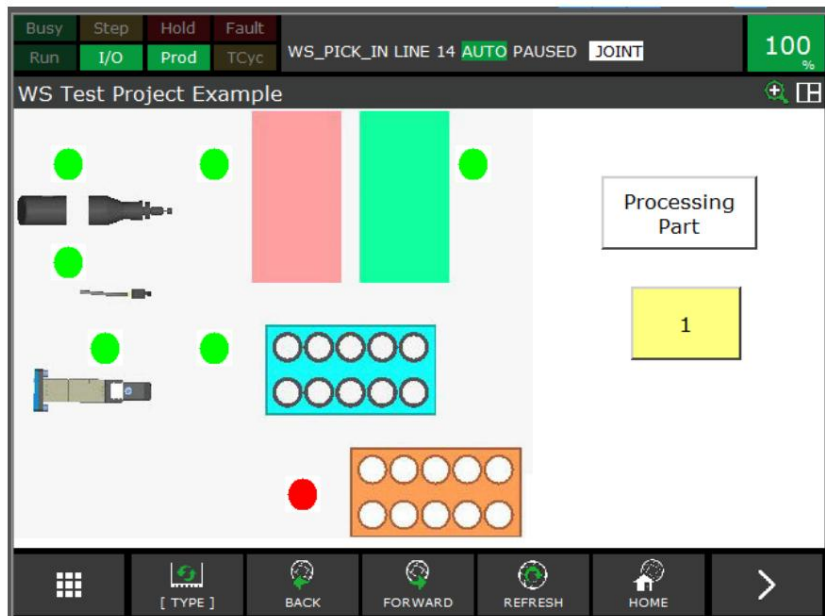 Busy Step Hold Fault
Run I/O Prod TCyc
WS_PICK_IN LINE 14 AUTO PAUSED JOINT
100
%
WS Test Project Example
Processing
Part
1
[ TYPE ] BACK FORWARD REFRESH HOME